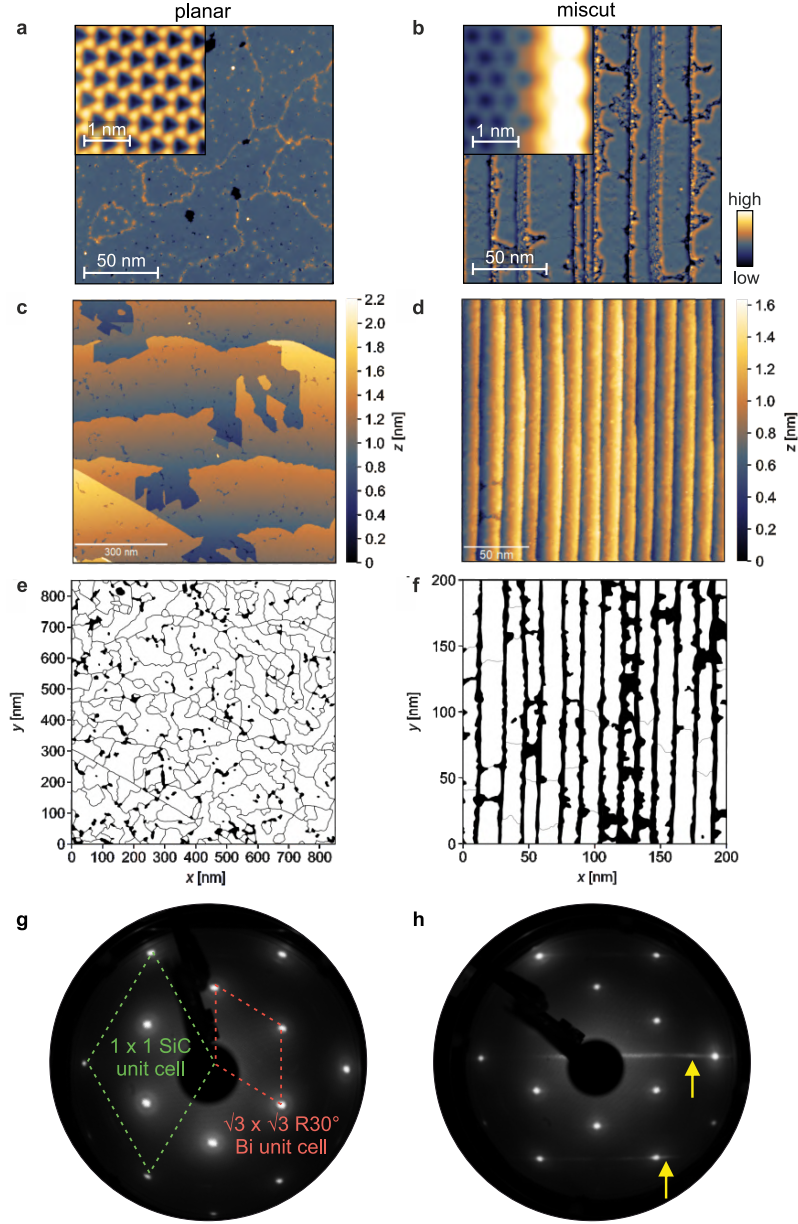 planar
miscut
a
b
1 nm
1 nm
50 nm
50 nm
high
low
c
d
2.2
2.0
1.8
1.6
1.4
1.2
1.0
0.8
0.6
0.4
0.2
0
z [nm]
300 nm
1.6
1.4
1.2
1.0
0.8
0.6
0.4
0.2
0
z [nm]
50 nm
e
f
800
700
600
500
400
300
200
100
0
y [nm]
0 100 200 300 400 500 600 700 800
x [nm]
200
150
100
50
0
y [nm]
0 50 100 150 200
x [nm]
g
h
1 x 1 SiC
unit cell
√3 x √3 R30°
Bi unit cell